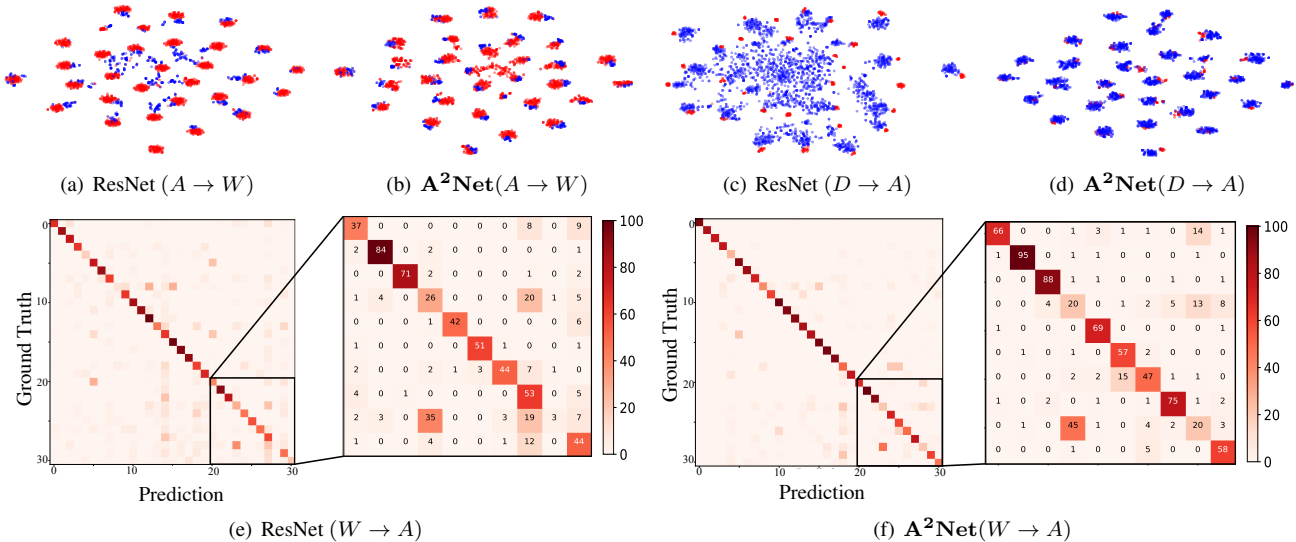 (a) ResNet (A → W)
(b) A²Net(A → W)
(c) ResNet (D → A)
(d) A²Net(D → A)
Ground Truth
0
10
20
30
0
10
20
30
Prediction
37 0 0 0 0 0 0 8 0 9
2 84 0 2 0 0 0 0 0 1
0 0 71 2 0 0 0 1 0 2
1 4 0 26 0 0 0 20 1 5
0 0 0 1 42 0 0 0 0 6
1 0 0 0 0 51 1 1 0 0
2 0 0 2 1 3 44 7 1 0
4 0 1 0 0 0 0 53 0 0
2 3 0 35 0 0 3 19 3 7
1 0 0 4 0 0 1 12 0 44
100
80
60
40
20
0
(e) ResNet (W → A)
Ground Truth
0
10
20
30
0
10
20
30
Prediction
66 0 0 1 3 1 1 0 14 1
1 95 0 1 1 0 0 0 0 1
0 0 88 1 0 0 0 0 0 1
0 0 4 20 0 1 2 5 13 8
0 1 0 0 69 0 0 0 0 1
0 0 0 1 0 57 2 0 0 0
0 0 0 2 2 15 47 0 0 0
1 0 2 0 1 0 1 75 1 2
0 0 1 45 1 0 3 2 20 3
0 0 0 1 0 0 5 0 0 58
100
80
60
40
20
0
(f) A²Net(W → A)